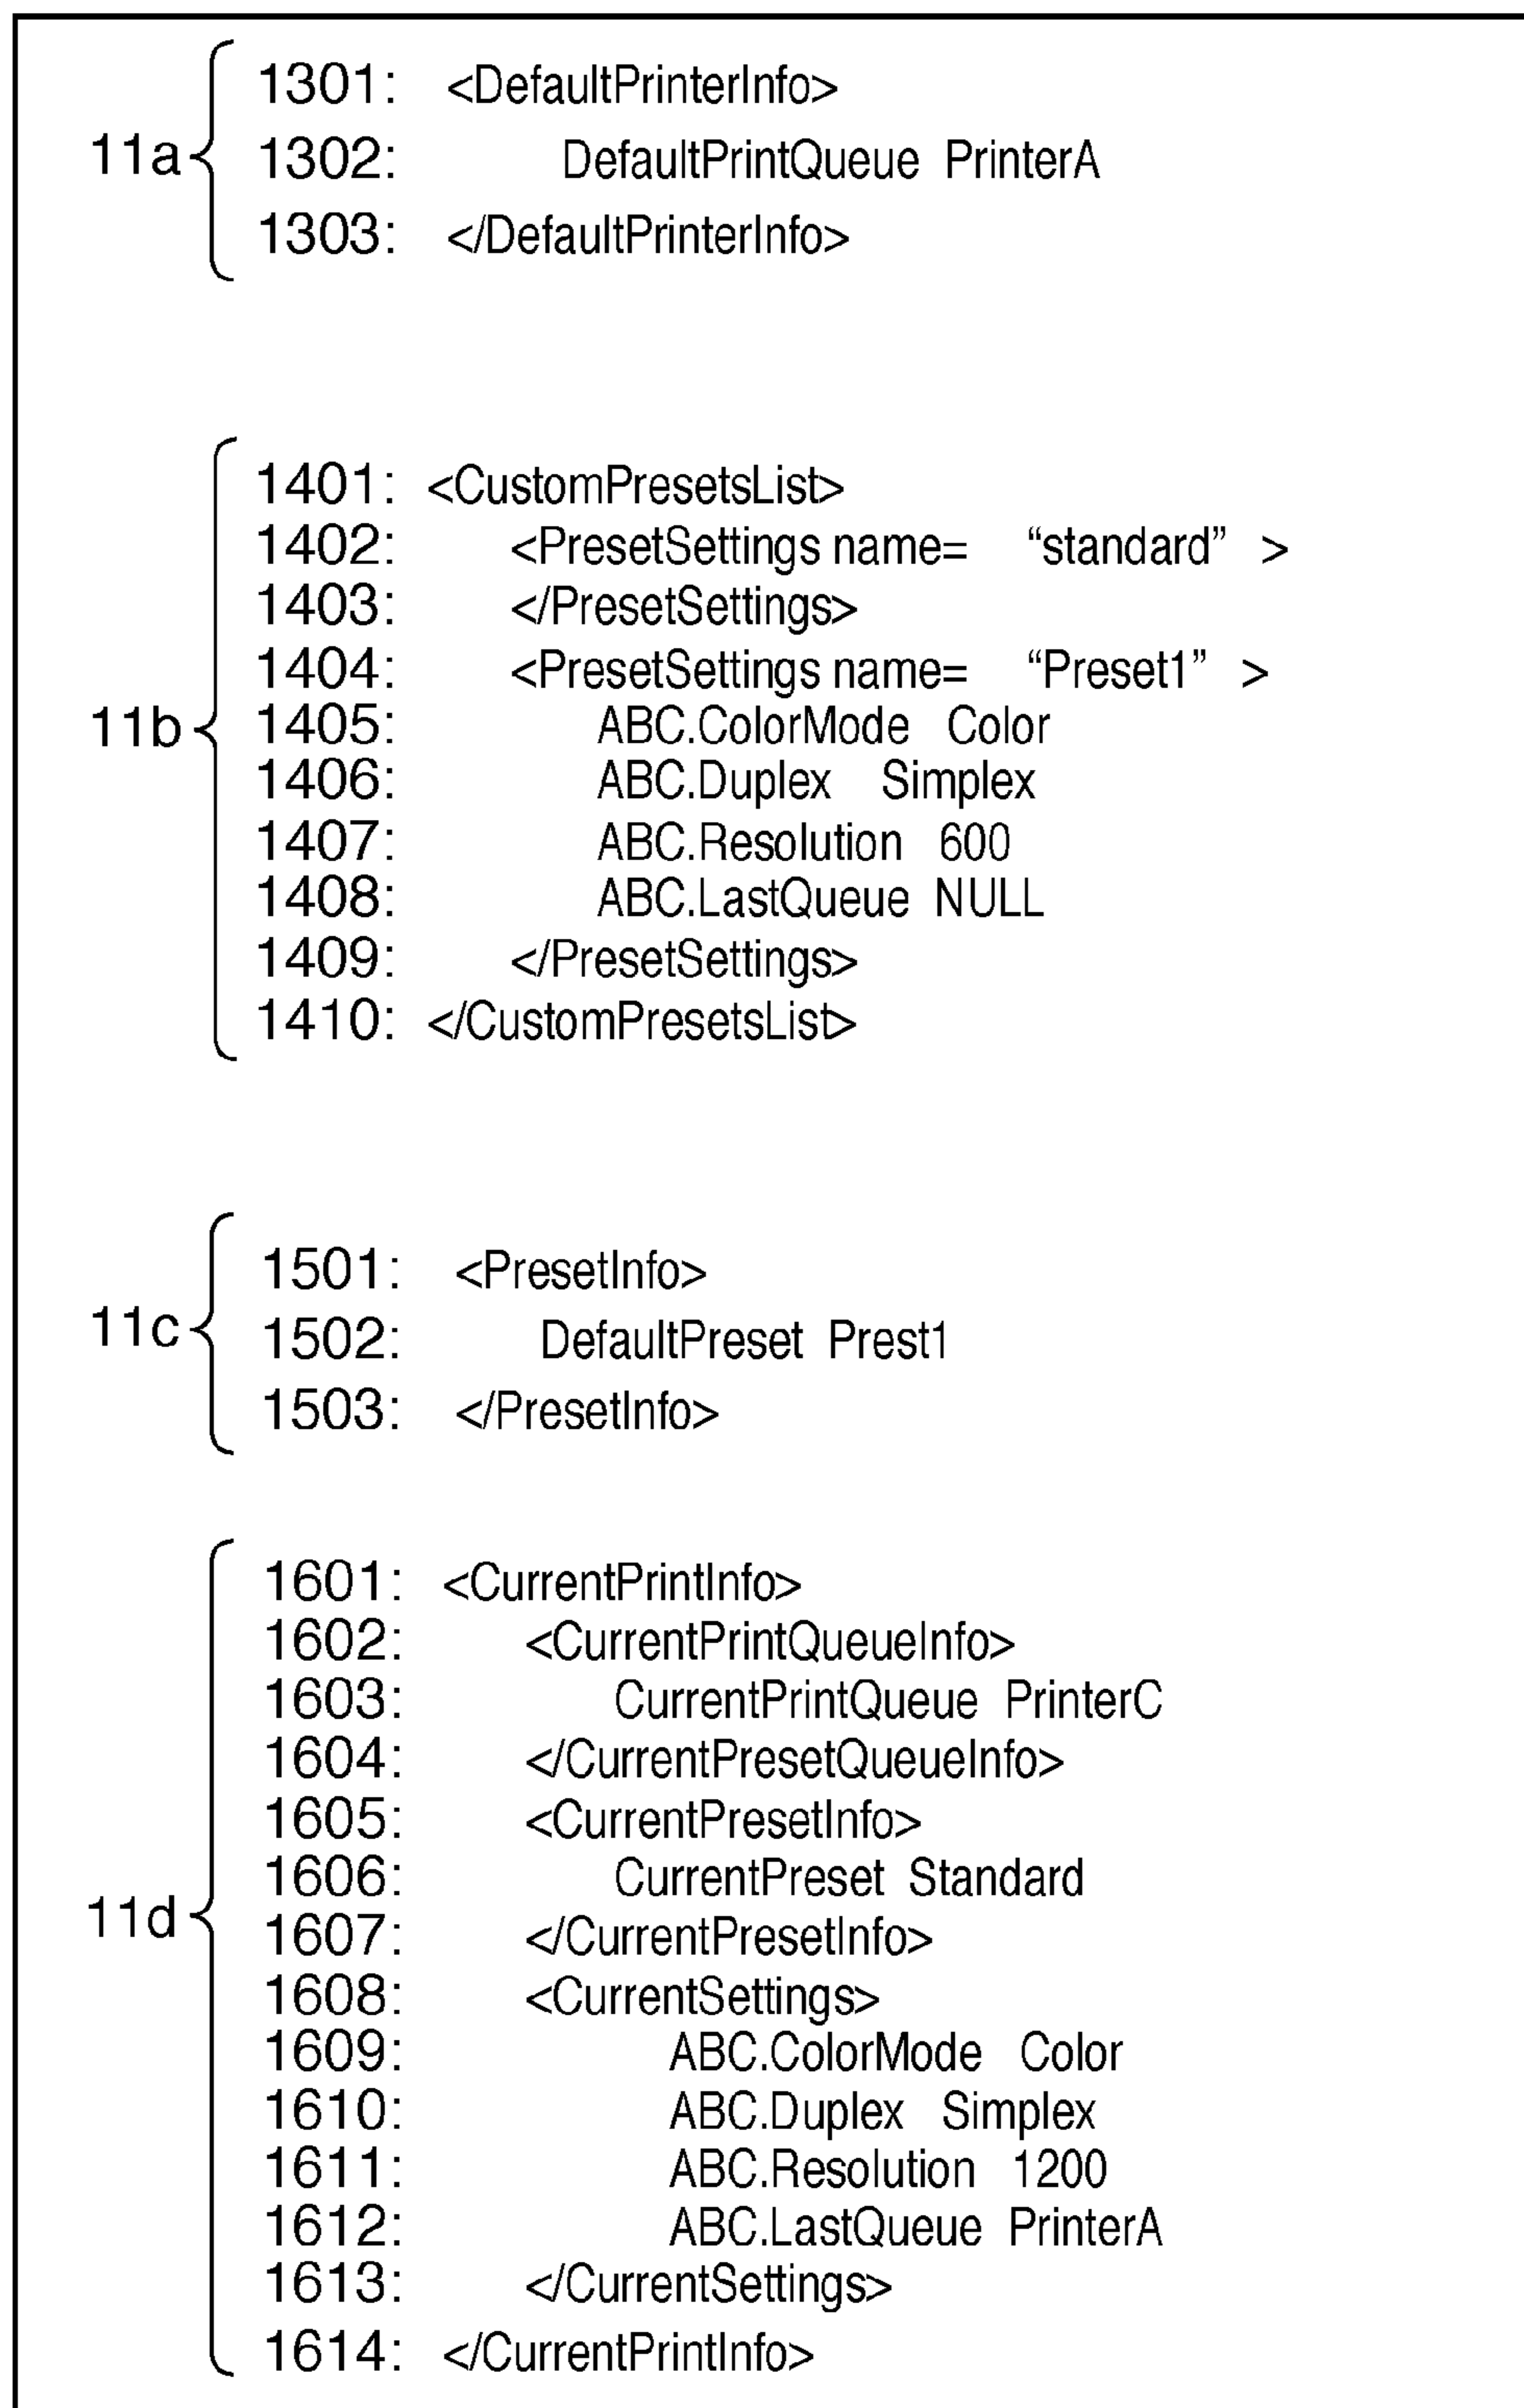 11a
1301: <DefaultPrinterInfo>
1302: DefaultPrintQueue PrinterA
1303: </DefaultPrinterInfo>
11b
1401: <CustomPresetsList>
1402: <PresetSettings name= “standard” >
1403: </PresetSettings>
1404: <PresetSettings name= “Preset1” >
1405: ABC.ColorMode Color
1406: ABC.Duplex Simplex
1407: ABC.Resolution 600
1408: ABC.LastQueue NULL
1409: </PresetSettings>
1410: </CustomPresetsList>
11c
1501: <PresetInfo>
1502: DefaultPreset Prest1
1503: </PresetInfo>
11d
1601: <CurrentPrintInfo>
1602: <CurrentPrintQueueInfo>
1603: CurrentPrintQueue PrinterC
1604: </CurrentPresetQueueInfo>
1605: <CurrentPresetInfo>
1606: CurrentPreset Standard
1607: </CurrentPresetInfo>
1608: <CurrentSettings>
1609: ABC.ColorMode Color
1610: ABC.Duplex Simplex
1611: ABC.Resolution 1200
1612: ABC.LastQueue PrinterA
1613: </CurrentSettings>
1614: </CurrentPrintInfo>